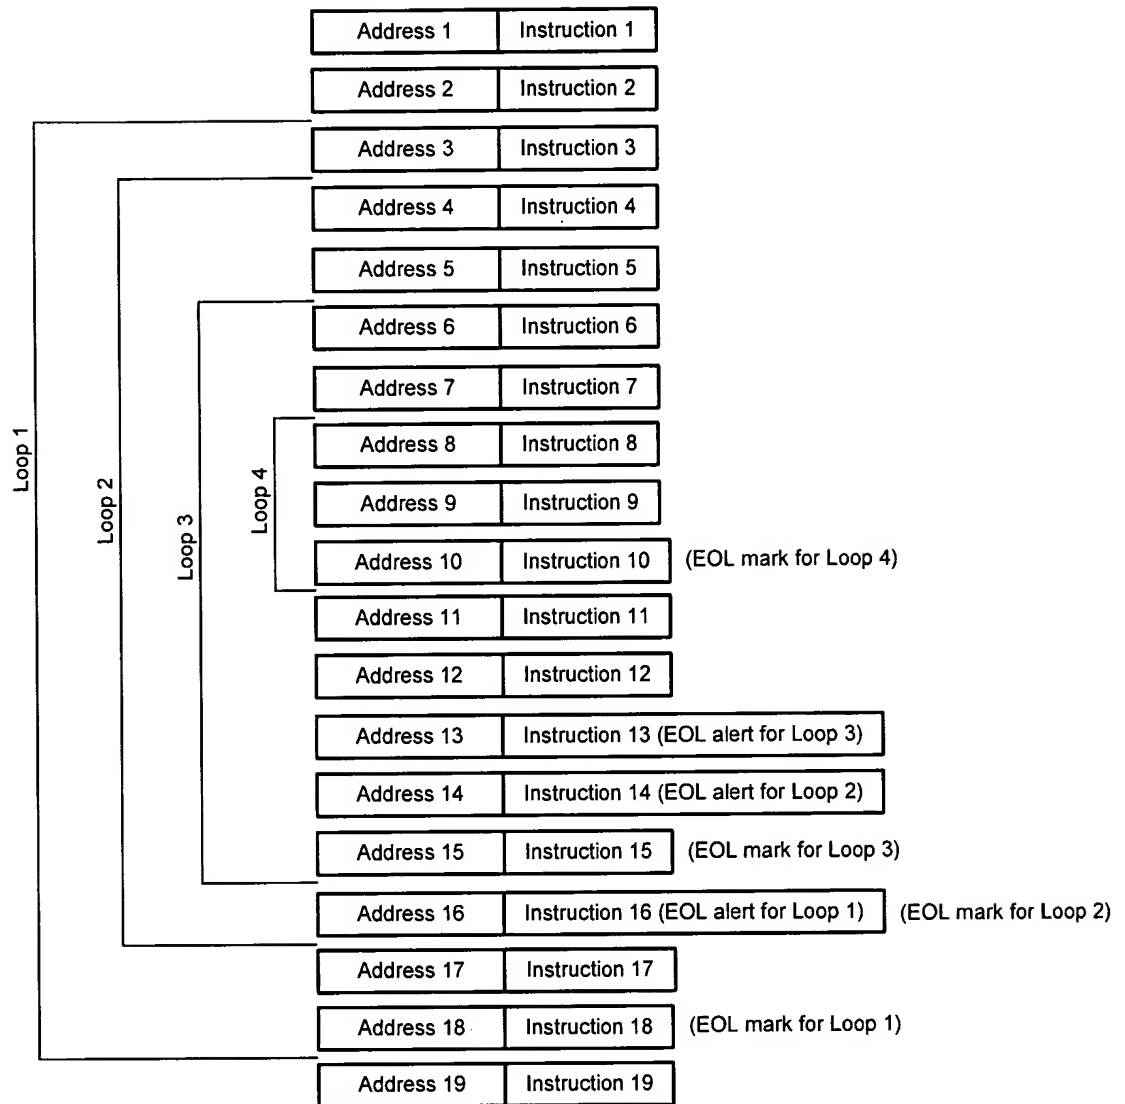 Address 1 Instruction 1
Address 2 Instruction 2
Address 3 Instruction 3
Address 4 Instruction 4
Address 5 Instruction 5
Address 6 Instruction 6
Address 7 Instruction 7
Address 8 Instruction 8
Address 9 Instruction 9
Address 10 Instruction 10 (EOL mark for Loop 4)
Address 11 Instruction 11
Address 12 Instruction 12
Address 13 Instruction 13 (EOL alert for Loop 3)
Address 14 Instruction 14 (EOL alert for Loop 2)
Address 15 Instruction 15 (EOL mark for Loop 3)
Address 16 Instruction 16 (EOL alert for Loop 1) (EOL mark for Loop 2)
Address 17 Instruction 17
Address 18 Instruction 18 (EOL mark for Loop 1)
Address 19 Instruction 19
Loop 1
Loop 2
Loop 3
Loop 4